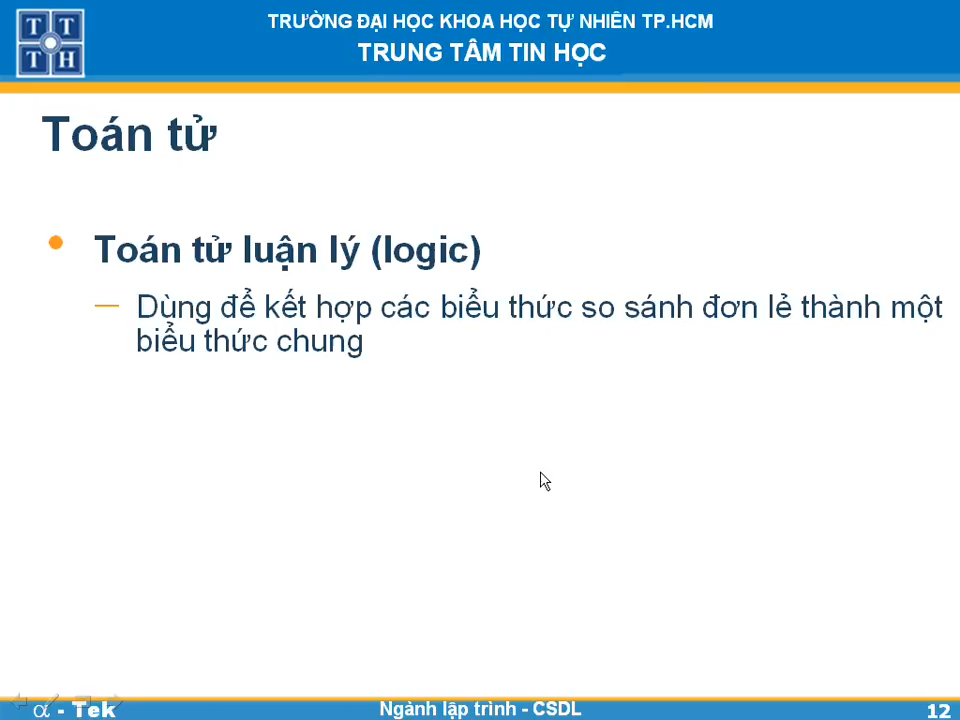 T T
T H
TRƯỜNG ĐẠI HỌC KHOA HỌC TỰ NHIÊN TP.HCM
TRUNG TÂM TIN HỌC
Toán tử
• Toán tử luận lý (logic)
– Dùng để kết hợp các biểu thức so sánh đơn lẻ thành một
biểu thức chung
α - Tek
Ngành lập trình - CSDL
12